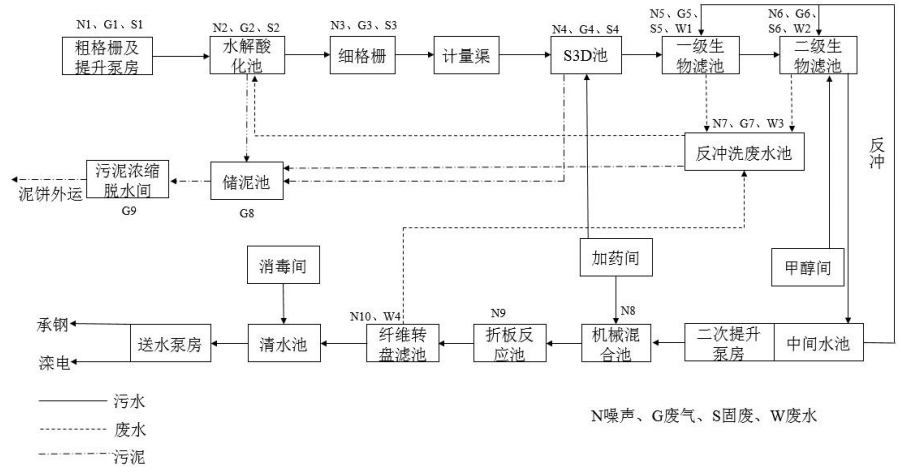 N1、G1、S1
粗格栅及
提升泵房
N2、G2、S2
水解酸
化池
N3、G3、S3
细格栅
计量渠
N4、G4、S4
S3D池
N5、G5、
S5、W1
一级生
物滤池
N6、G6、
S6、W2
二级生
物滤池
N7、G7、W3
反冲洗废水池
反冲
泥饼外运
污泥浓缩
脱水间
G9
储泥池
G8
消毒间
加药间
甲醇间
承钢
滦电
送水泵房
清水池
N10、W4
纤维转
盘滤池
N9
折板反
应池
N8
机械混
合池
二次提升
泵房
中间水池
污水
废水
污泥
N噪声、G废气、S固废、W废水